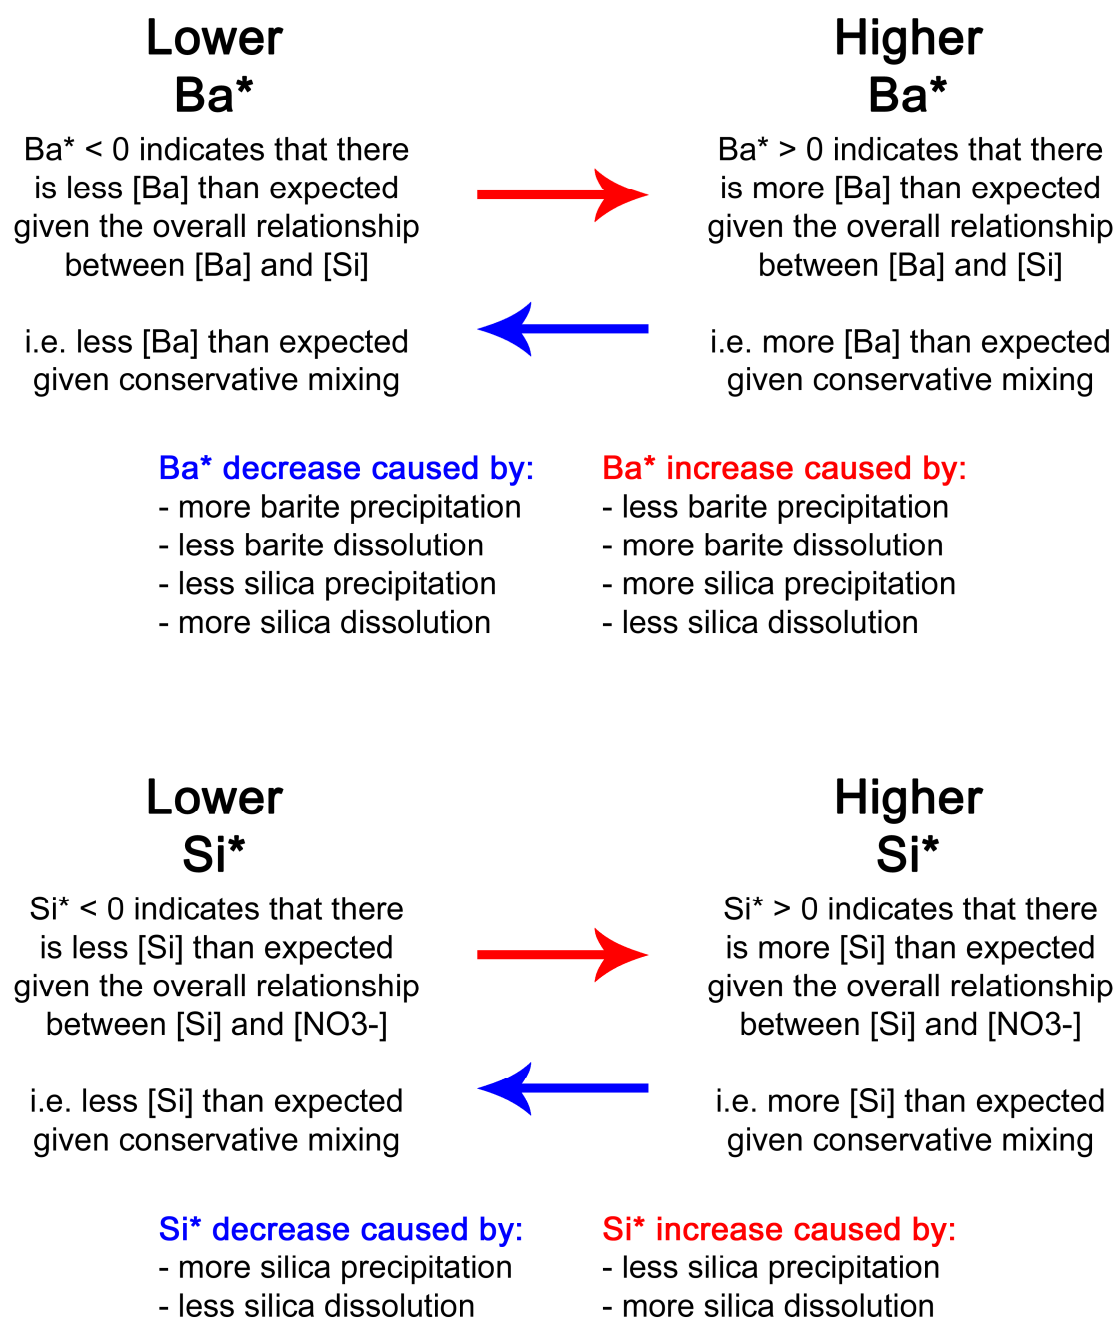 Lower
Ba*
Ba* < 0 indicates that there
is less [Ba] than expected
given the overall relationship
between [Ba] and [Si]
i.e. less [Ba] than expected
given conservative mixing
Higher
Ba*
Ba* > 0 indicates that there
is more [Ba] than expected
given the overall relationship
between [Ba] and [Si]
i.e. more [Ba] than expected
given conservative mixing
Ba* decrease caused by:
- more barite precipitation
- less barite dissolution
- less silica precipitation
- more silica dissolution
Ba* increase caused by:
- less barite precipitation
- more barite dissolution
- more silica precipitation
- less silica dissolution
Lower
Si*
Si* < 0 indicates that there
is less [Si] than expected
given the overall relationship
between [Si] and [NO3-]
i.e. less [Si] than expected
given conservative mixing
Higher
Si*
Si* > 0 indicates that there
is more [Si] than expected
given the overall relationship
between [Si] and [NO3-]
i.e. more [Si] than expected
given conservative mixing
Si* decrease caused by:
- more silica precipitation
- less silica dissolution
Si* increase caused by:
- less silica precipitation
- more silica dissolution